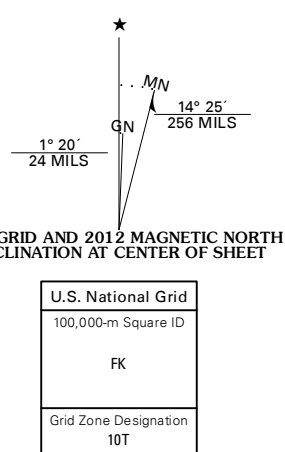 ★
MN
GN
1° 20´
24 MILS
14° 25´
256 MILS
GRID AND 2012 MAGNETIC NORTH
CLINATION AT CENTER OF SHEET
U.S. National Grid
100,000-m Square ID
FK
Grid Zone Designation
10T